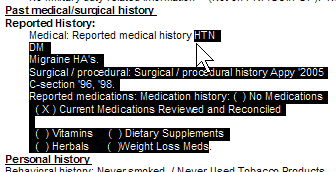 Past medical/surgical history
Reported History:
Medical: Reported medical history HTN
DM
Migraine HA's.
Surgical / procedural: Surgical / procedural history Appy '2005
C-section '96, '98.
Reported medications: Medication history: ( ) No Medications
( X ) Current Medications Reviewed and Reconciled
( ) Vitamins ( ) Dietary Supplements
( ) Herbals ( )Weight Loss Meds.
Personal history
Behavioral history: Never smoked. / Never Used Tobacco Products